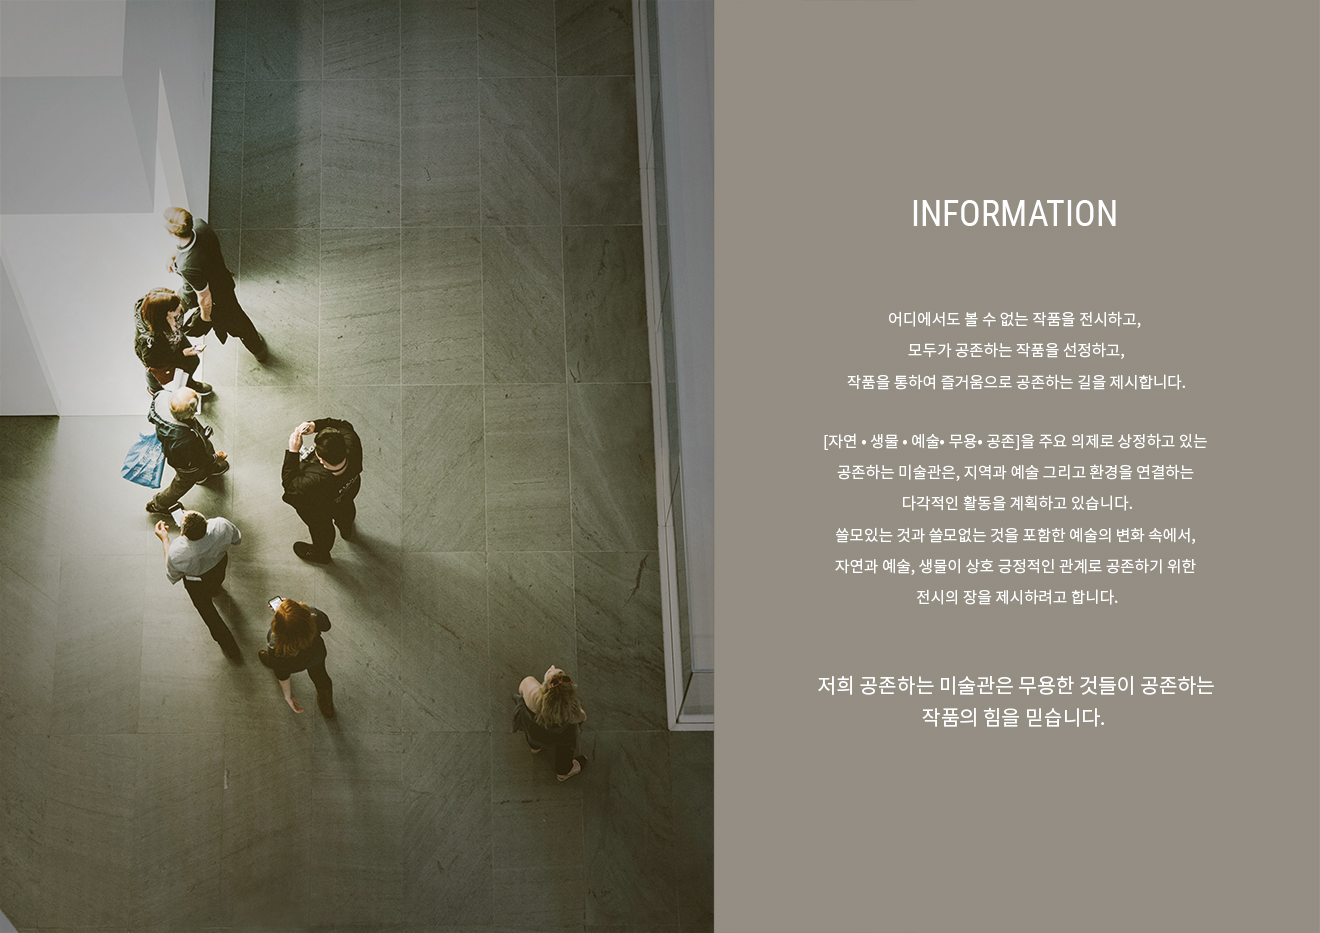 INFORMATION
어디에서도 볼 수 없는 작품을 전시하고,
모두가 공존하는 작품을 선정하고,
작품을 통하여 즐거움으로 공존하는 길을 제시합니다.
[자연 • 생물 • 예술• 무용• 공존]을 주요 의제로 상정하고 있는
공존하는 미술관은, 지역과 예술 그리고 환경을 연결하는
다각적인 활동을 계획하고 있습니다.
쓸모있는 것과 쓸모없는 것을 포함한 예술의 변화 속에서,
자연과 예술, 생물이 상호 긍정적인 관계로 공존하기 위한
전시의 장을 제시하려고 합니다.
저희 공존하는 미술관은 무용한 것들이 공존하는
작품의 힘을 믿습니다.